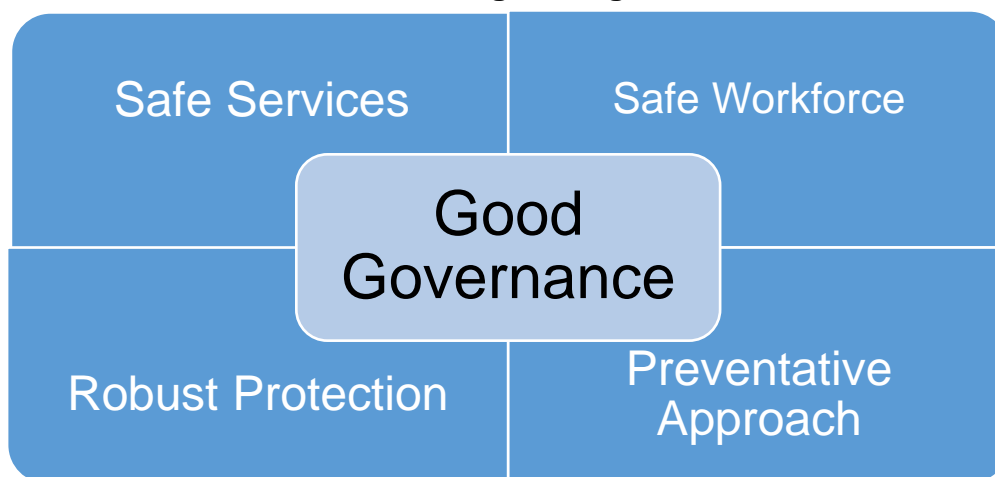 Safe Services
Safe Workforce
Good
Governance
Robust Protection
Preventative
Approach